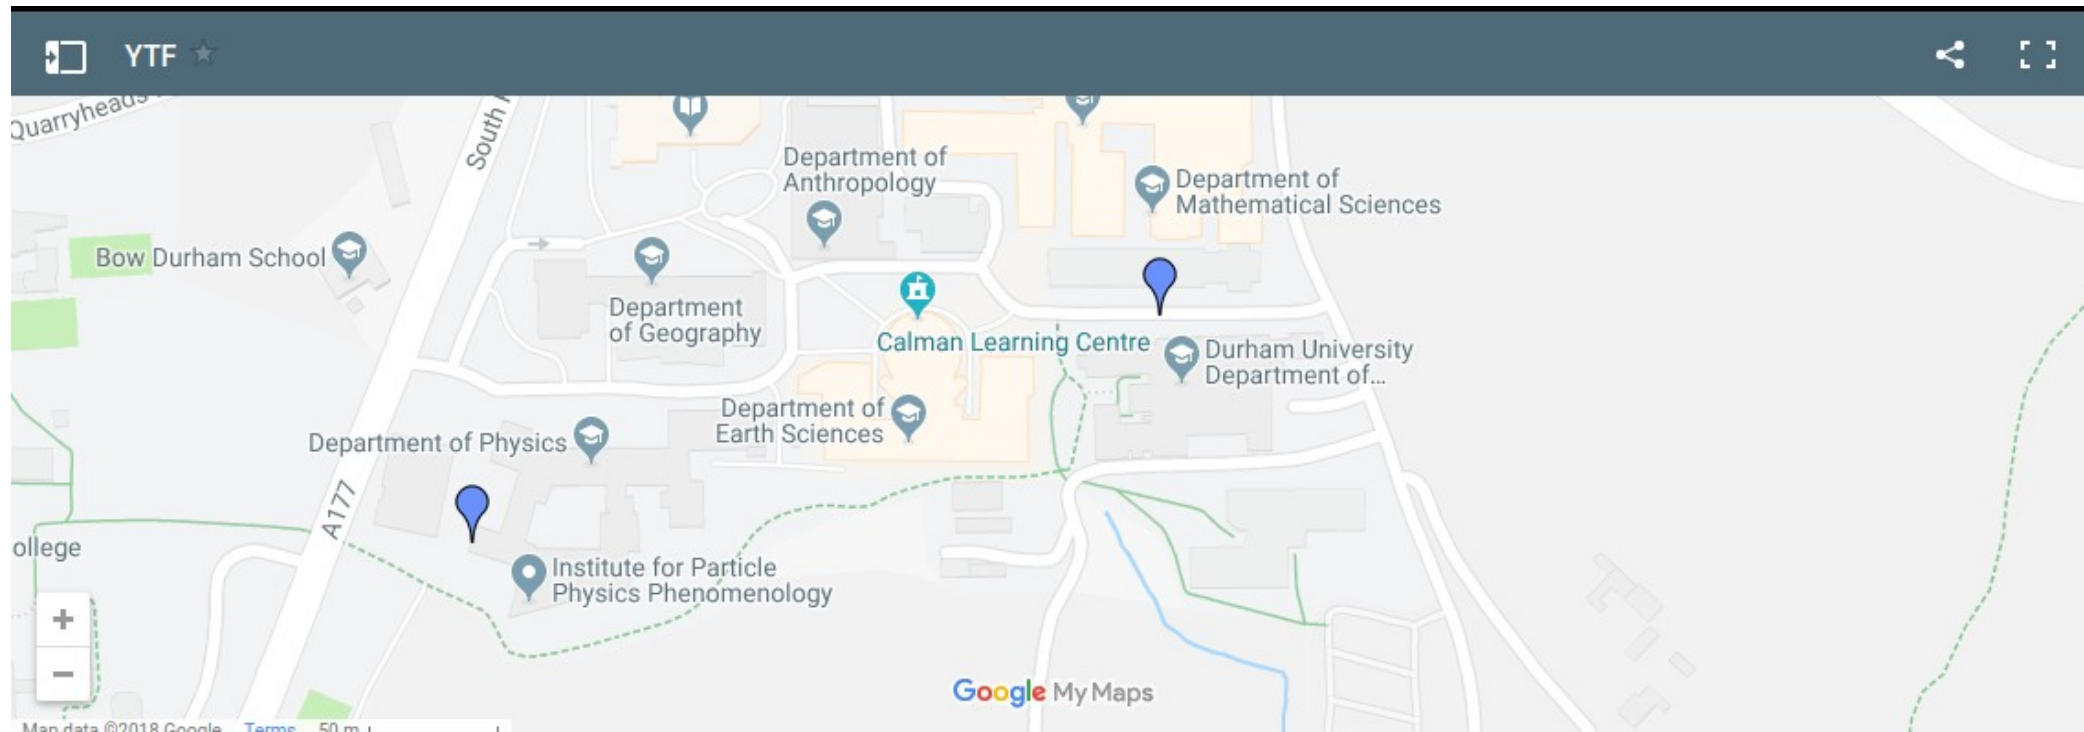 YTF
Quarryheads
South
Department of
Anthropology
Department of
Mathematical Sciences
Bow Durham School
Department
of Geography
Calman Learning Centre
Durham University
Department of...
Department of
Earth Sciences
Department of Physics
A177
ollege
Institute for Particle
Physics Phenomenology
+
−
Google My Maps
Map data ©2018 Google Terms 50 m